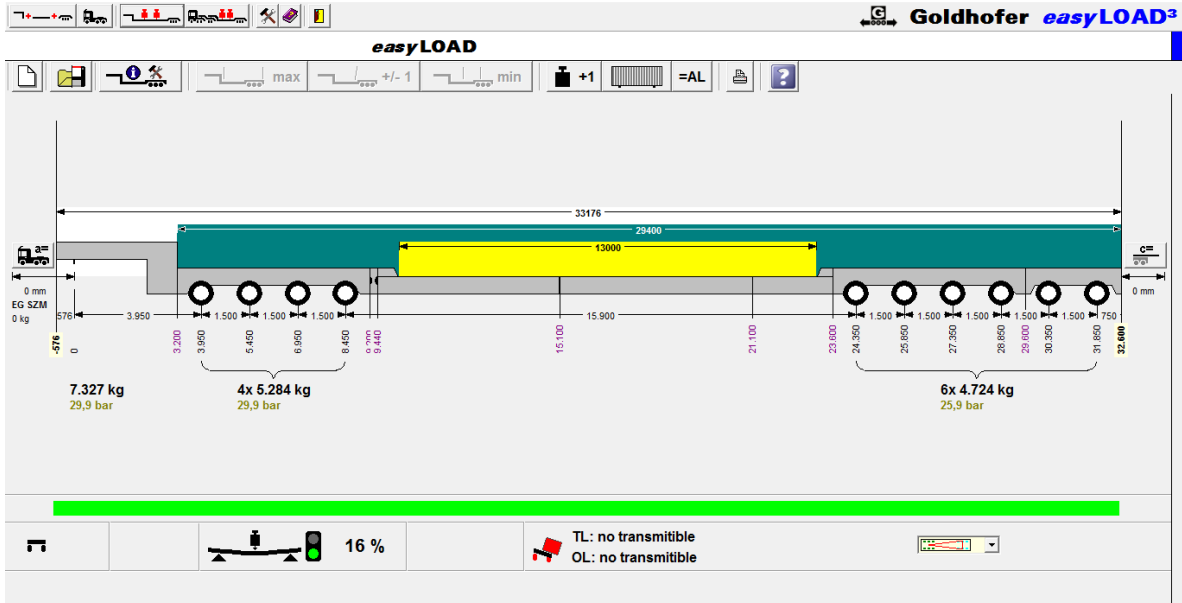 Goldhofer easyLOAD³
easyLOAD
max
+/- 1
min
+1
=AL
?
33176
29400
13000
a=
c=
0 mm
EG SZM
0 kg
0 mm
576
3.950
1.500
1.500
1.500
15.900
1.500
1.500
1.500
1.500
1.500
750
-576
0
3.200
3.950
5.450
6.950
8.450
9.440
15.100
21.100
23.600
24.350
25.850
27.350
28.850
29.600
30.350
31.850
32.600
7.327 kg
29,9 bar
4x 5.284 kg
29,9 bar
6x 4.724 kg
25,9 bar
16 %
TL: no transmitible
OL: no transmitible